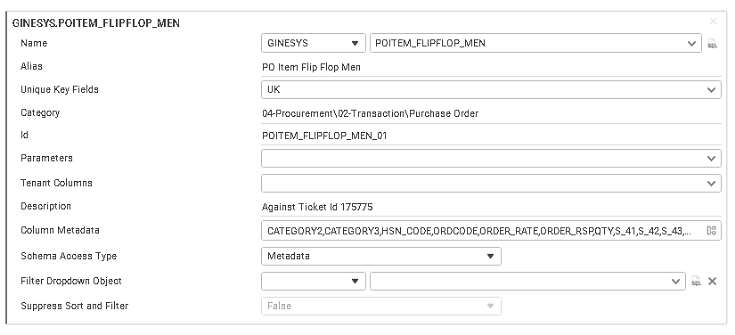 GINESYS.POITEM_FLIPFLOP_MEN
Name GINESYS POITEM_FLIPFLOP_MEN SQL
Alias PO Item Flip Flop Men
Unique Key Fields UK
Category 04-Procurement\02-Transaction\Purchase Order
Id POITEM_FLIPFLOP_MEN_01
Parameters
Tenant Columns
Description Against Ticket Id 175775
Column Metadata CATEGORY2,CATEGORY3,HSN_CODE,ORDCODE,ORDER_RATE,ORDER_RSP,QTY,S_41,S_42,S_43,...
Schema Access Type Metadata
Filter Dropdown Object SQL
Suppress Sort and Filter False